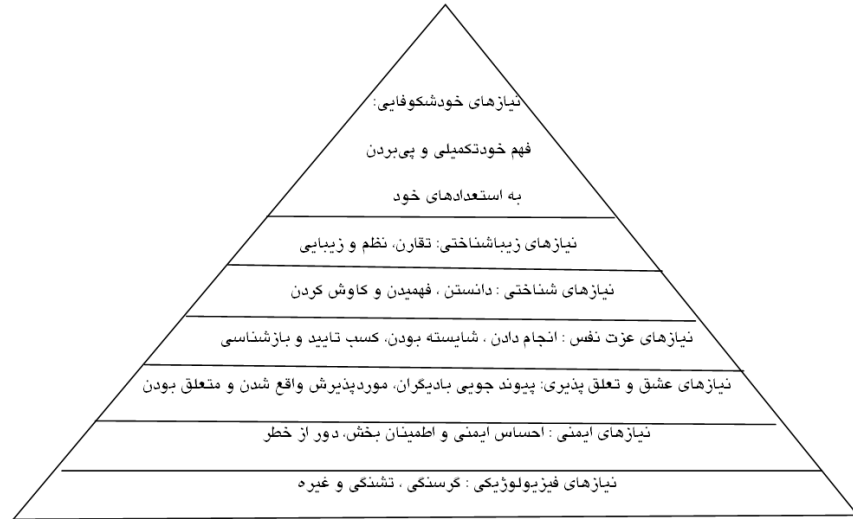 نیازهای خودشکوفایی:
فهم خودتکمیلی و پی‌بردن
به استعدادهای خود
نیازهای زیباشناختی: تقارن، نظم و زیبایی
نیازهای شناختی : دانستن ، فهمیدن و کاوش کردن
نیازهای عزت نفس : انجام دادن ، شایسته بودن، کسب تایید و بازشناسی
نیازهای عشق و تعلق پذیری: پیوند جویی بادیگران، موردپذیرش واقع شدن و متعلق بودن
نیازهای ایمنی : احساس ایمنی و اطمینان بخش، دور از خطر
نیازهای فیزیولوژیکی : گرسنگی ، تشنگی و غیره